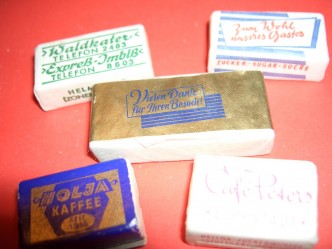 Waldkater
TELEFON 2483
Expreß-Imbiß
TELEFON 8603
Zum Wohl
unseres Gastes
ZUCKER - SUGAR - SUCRE
Vielen Dank
für Ihren Besuch!
HOLJA
KAFFEE
Café Peters